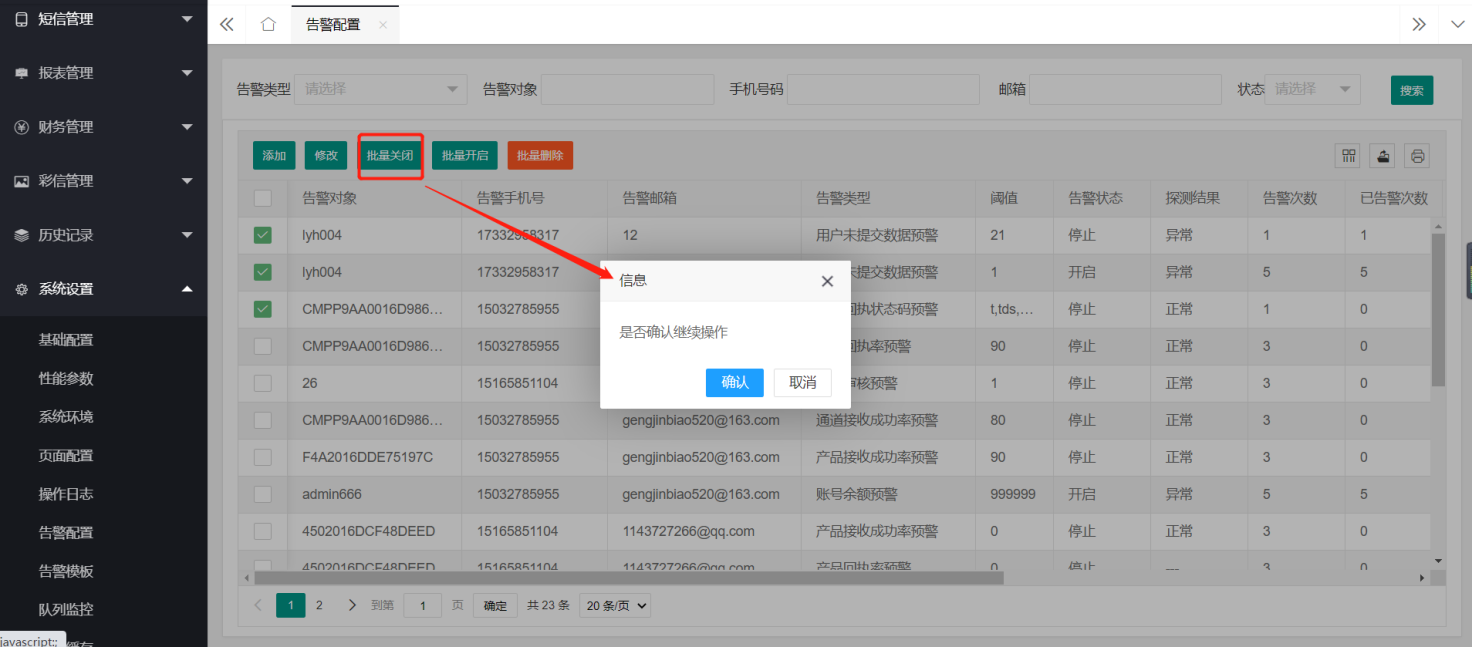 短信管理
报表管理
财务管理
彩信管理
历史记录
系统设置
基础配置
性能参数
系统环境
页面配置
操作日志
告警配置
告警模板
队列监控
javascript:;
告警配置
告警类型 请选择 告警对象 手机号码 邮箱 状态 请选择 搜索
添加 修改 批量关闭 批量开启 批量删除
告警对象 告警手机号 告警邮箱 告警类型 阈值 告警状态 探测结果 告警次数 已告警次数
lyh004 17332958317 12 用户未提交数据预警 21 停止 异常 1 1
lyh004 17332958317 未提交数据预警 1 开启 异常 5 5
CMPP9AA0016D986... 15032785955 回执状态码预警 t,tds,... 停止 正常 1 0
CMPP9AA0016D986... 15032785955 回执率预警 90 停止 正常 3 0
26 15165851104 审核预警 1 停止 正常 3 0
CMPP9AA0016D986... 15032785955 gengjinbiao520@163.com 通道接收成功率预警 80 停止 正常 3 0
F4A2016DDE75197C 15032785955 gengjinbiao520@163.com 产品接收成功率预警 90 停止 正常 3 0
admin666 15032785955 gengjinbiao520@163.com 账号余额预警 999999 开启 异常 5 5
4502016DCF48DEED 15165851104 1143727266@qq.com 产品接收成功率预警 0 停止 正常 3 0
4502016DCF48DEED 15165851104 1143727266@qq.com 产品回执率预警 0 停止 --- 3 0
信息
是否确认继续操作
确认 取消
1 2 到第 1 页 确定 共 23 条 20 条/页